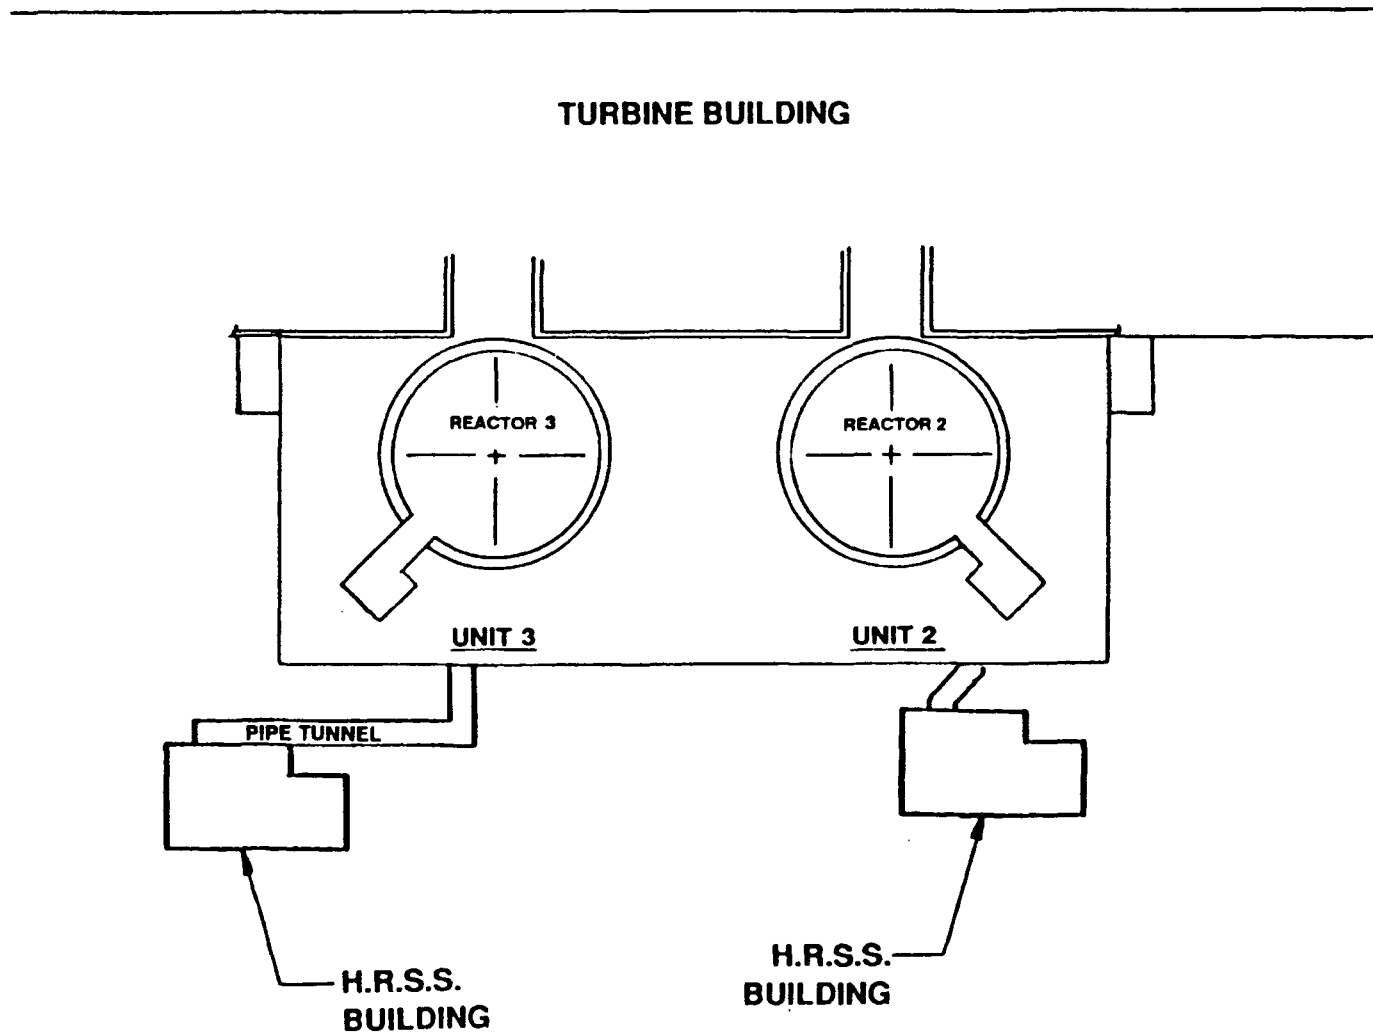 TURBINE BUILDING
REACTOR 3
REACTOR 2
UNIT 3
UNIT 2
PIPE TUNNEL
H.R.S.S.
BUILDING
H.R.S.S.
BUILDING